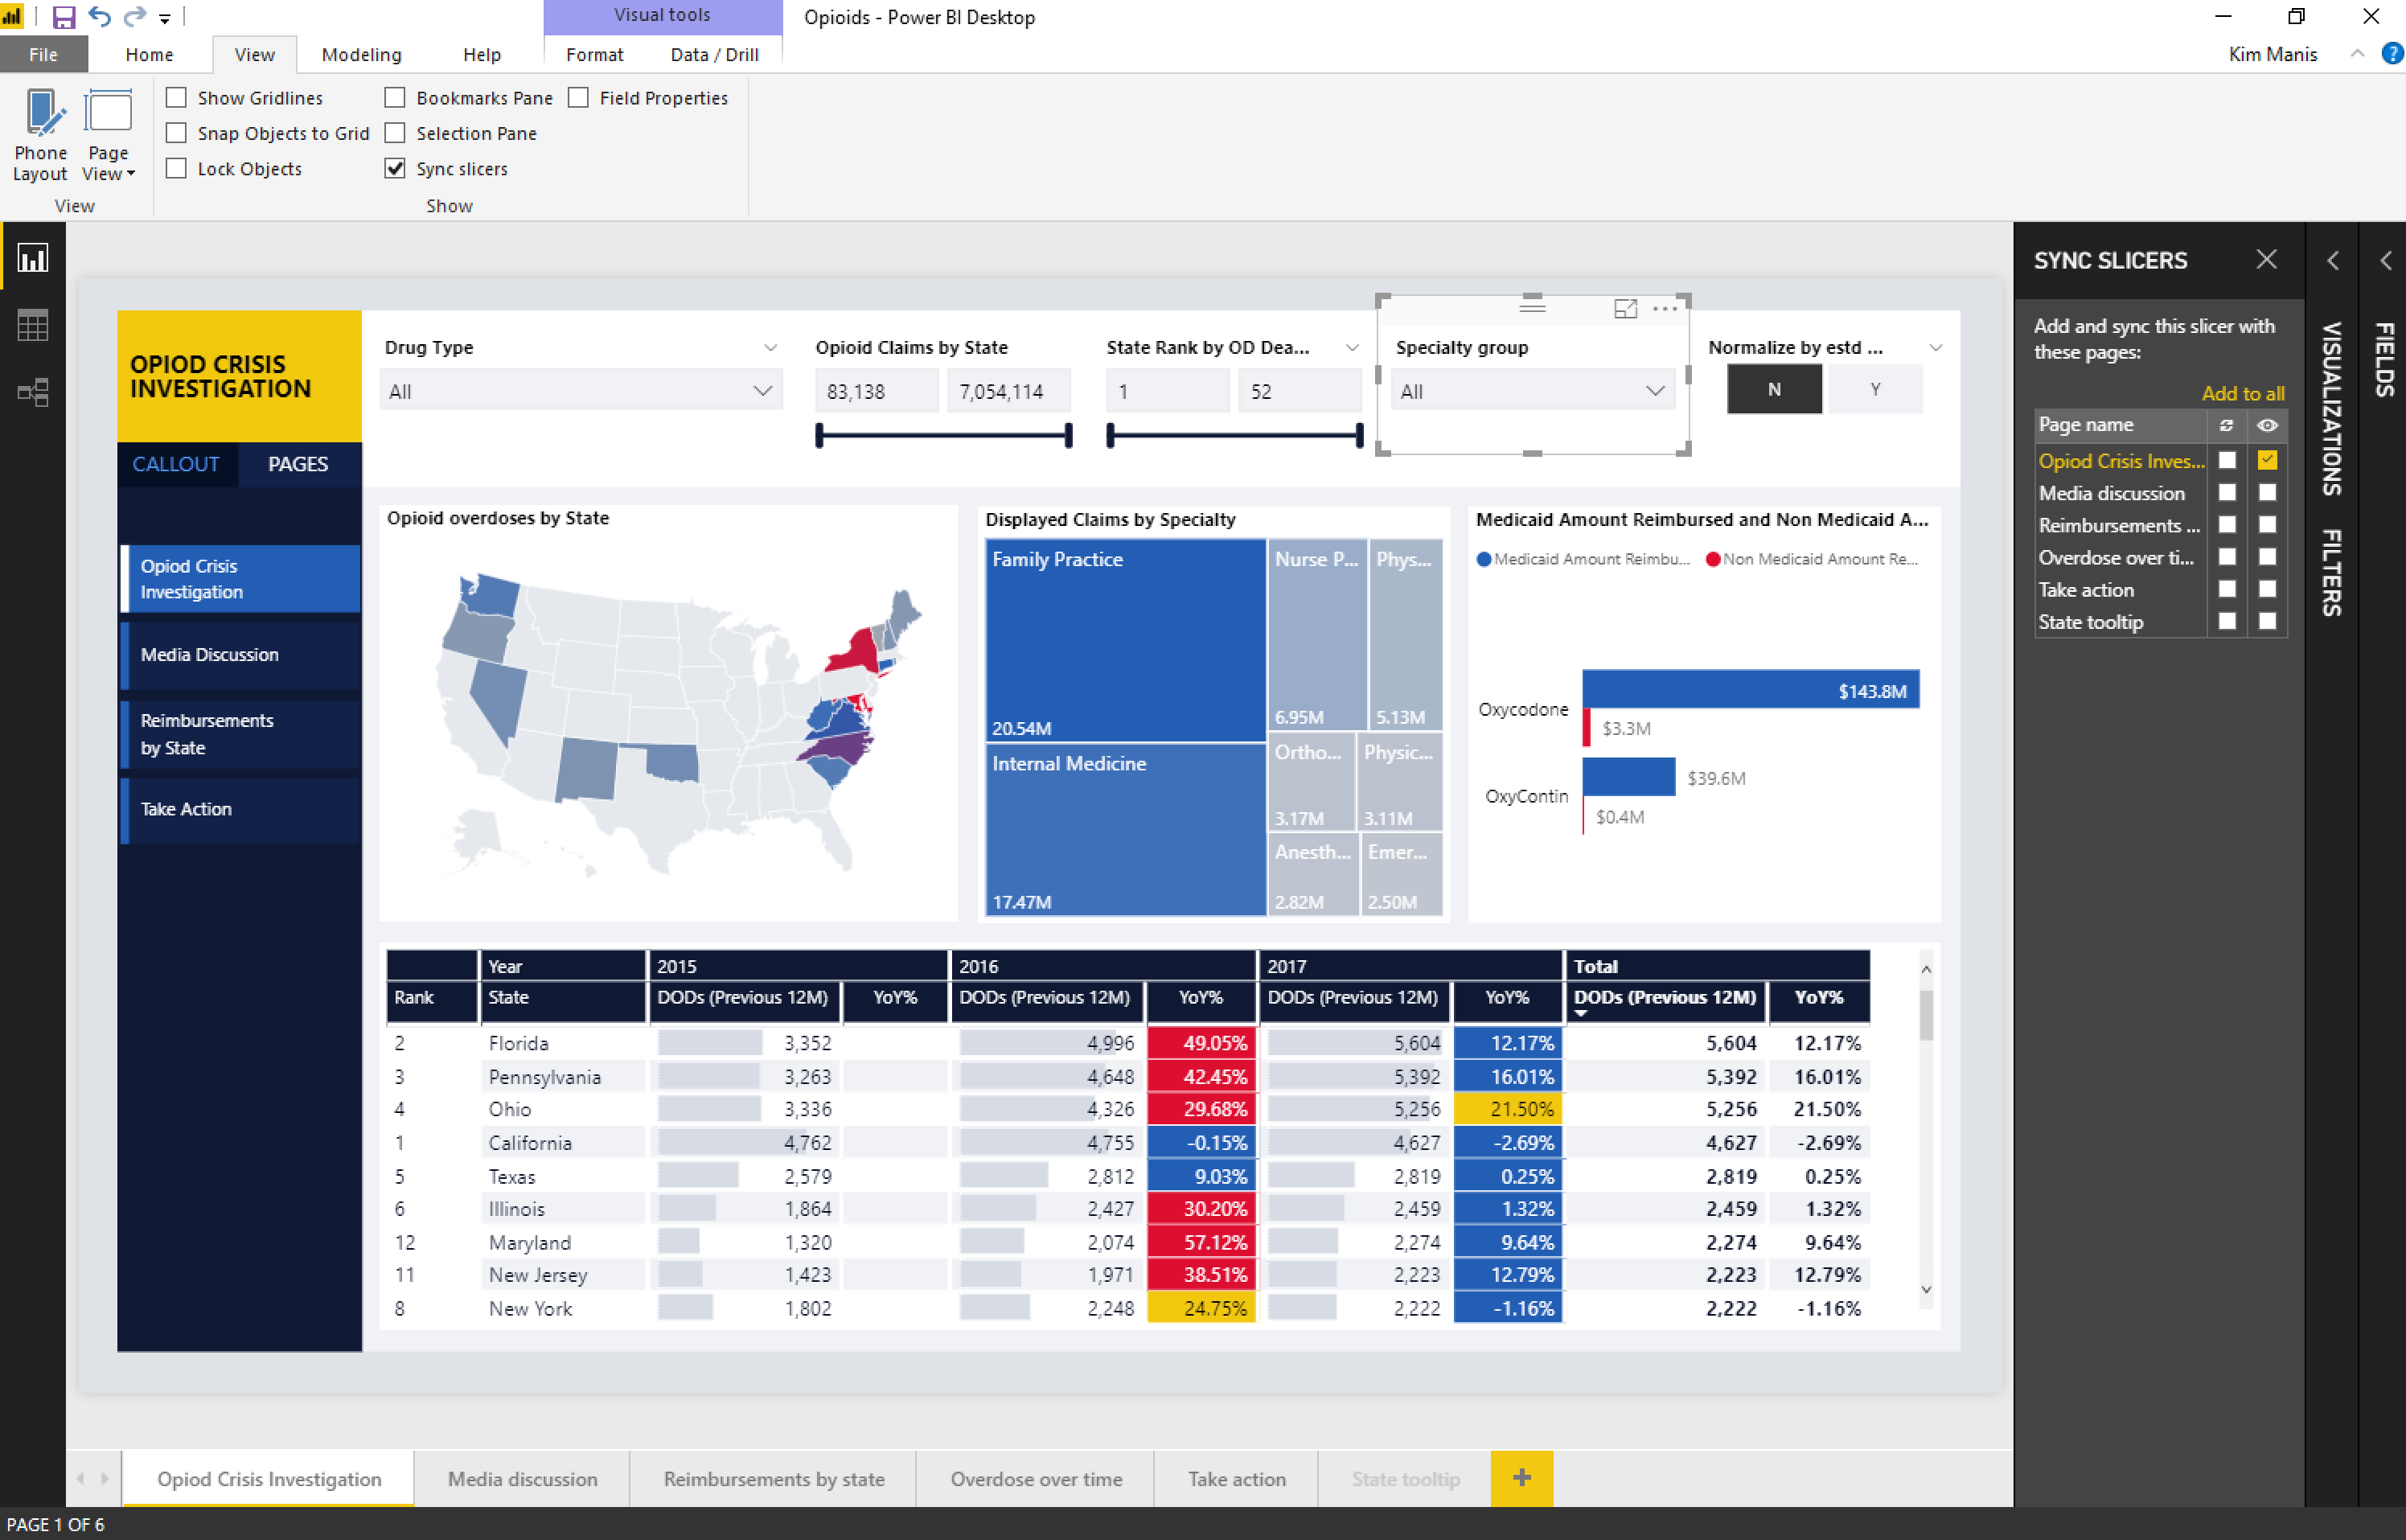 Visual tools
Opioids - Power BI Desktop
File Home View Modeling Help Format Data / Drill
Kim Manis
?
Phone Layout
Page View
Show Gridlines
Snap Objects to Grid
Lock Objects
Bookmarks Pane
Selection Pane
Sync slicers
Field Properties
View
Show
OPIOD CRISIS
INVESTIGATION
CALLOUT PAGES
Opiod Crisis
Investigation
Media Discussion
Reimbursements
by State
Take Action
Drug Type
All
Opioid Claims by State
83,138 7,054,114
State Rank by OD Dea...
1 52
Specialty group
All
Normalize by estd ...
N Y
Opioid overdoses by State
Displayed Claims by Specialty
Family Practice
20.54M
Internal Medicine
17.47M
Nurse P...
6.95M
Phys...
5.13M
Ortho...
3.17M
Physic...
3.11M
Anesth...
2.82M
Emer...
2.50M
Medicaid Amount Reimbursed and Non Medicaid A...
Medicaid Amount Reimbu... Non Medicaid Amount Re...
Oxycodone
$143.8M
$3.3M
OxyContin
$39.6M
$0.4M
Year 2015 2016 2017 Total
Rank State DODs (Previous 12M) YoY% DODs (Previous 12M) YoY% DODs (Previous 12M) YoY% DODs (Previous 12M) YoY%
2 Florida 3,352 4,996 49.05% 5,604 12.17% 5,604 12.17%
3 Pennsylvania 3,263 4,648 42.45% 5,392 16.01% 5,392 16.01%
4 Ohio 3,336 4,326 29.68% 5,256 21.50% 5,256 21.50%
1 California 4,762 4,755 -0.15% 4,627 -2.69% 4,627 -2.69%
5 Texas 2,579 2,812 9.03% 2,819 0.25% 2,819 0.25%
6 Illinois 1,864 2,427 30.20% 2,459 1.32% 2,459 1.32%
12 Maryland 1,320 2,074 57.12% 2,274 9.64% 2,274 9.64%
11 New Jersey 1,423 1,971 38.51% 2,223 12.79% 2,223 12.79%
8 New York 1,802 2,248 24.75% 2,222 -1.16% 2,222 -1.16%
SYNC SLICERS
Add and sync this slicer with
these pages:
Add to all
Page name
Opiod Crisis Inves...
Media discussion
Reimbursements ...
Overdose over ti...
Take action
State tooltip
VISUALIZATIONS
FILTERS
FIELDS
Opiod Crisis Investigation Media discussion Reimbursements by state Overdose over time Take action State tooltip +
PAGE 1 OF 6